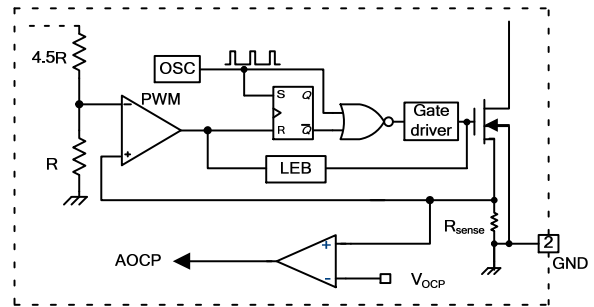 4.5R
OSC
PWM
S Q
R Q̅
Gate
driver
R
LEB
Rsense
2
GND
AOCP
VOCP
+
-
-
+